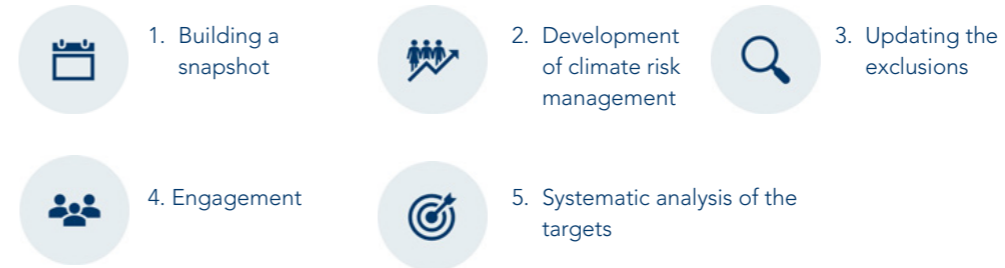 1. Building a
snapshot
2. Development
of climate risk
management
3. Updating the
exclusions
4. Engagement
5. Systematic analysis of the
targets